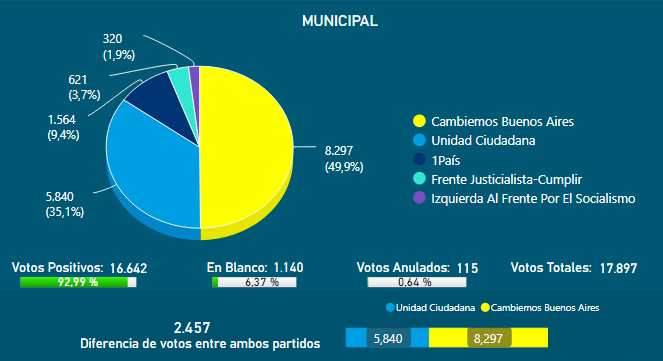 MUNICIPAL
320
(1,9%)
621
(3,7%)
1.564
(9,4%)
5.840
(35,1%)
8.297
(49,9%)
Cambiemos Buenos Aires
Unidad Ciudadana
1País
Frente Justicialista-Cumplir
Izquierda Al Frente Por El Socialismo
Votos Positivos: 16.642
92,99 %
En Blanco: 1.140
6,37 %
Votos Anulados: 115
0,64 %
Votos Totales: 17.897
2.457
Diferencia de votos entre ambos partidos
Unidad Ciudadana Cambiemos Buenos Aires
5,840 8,297